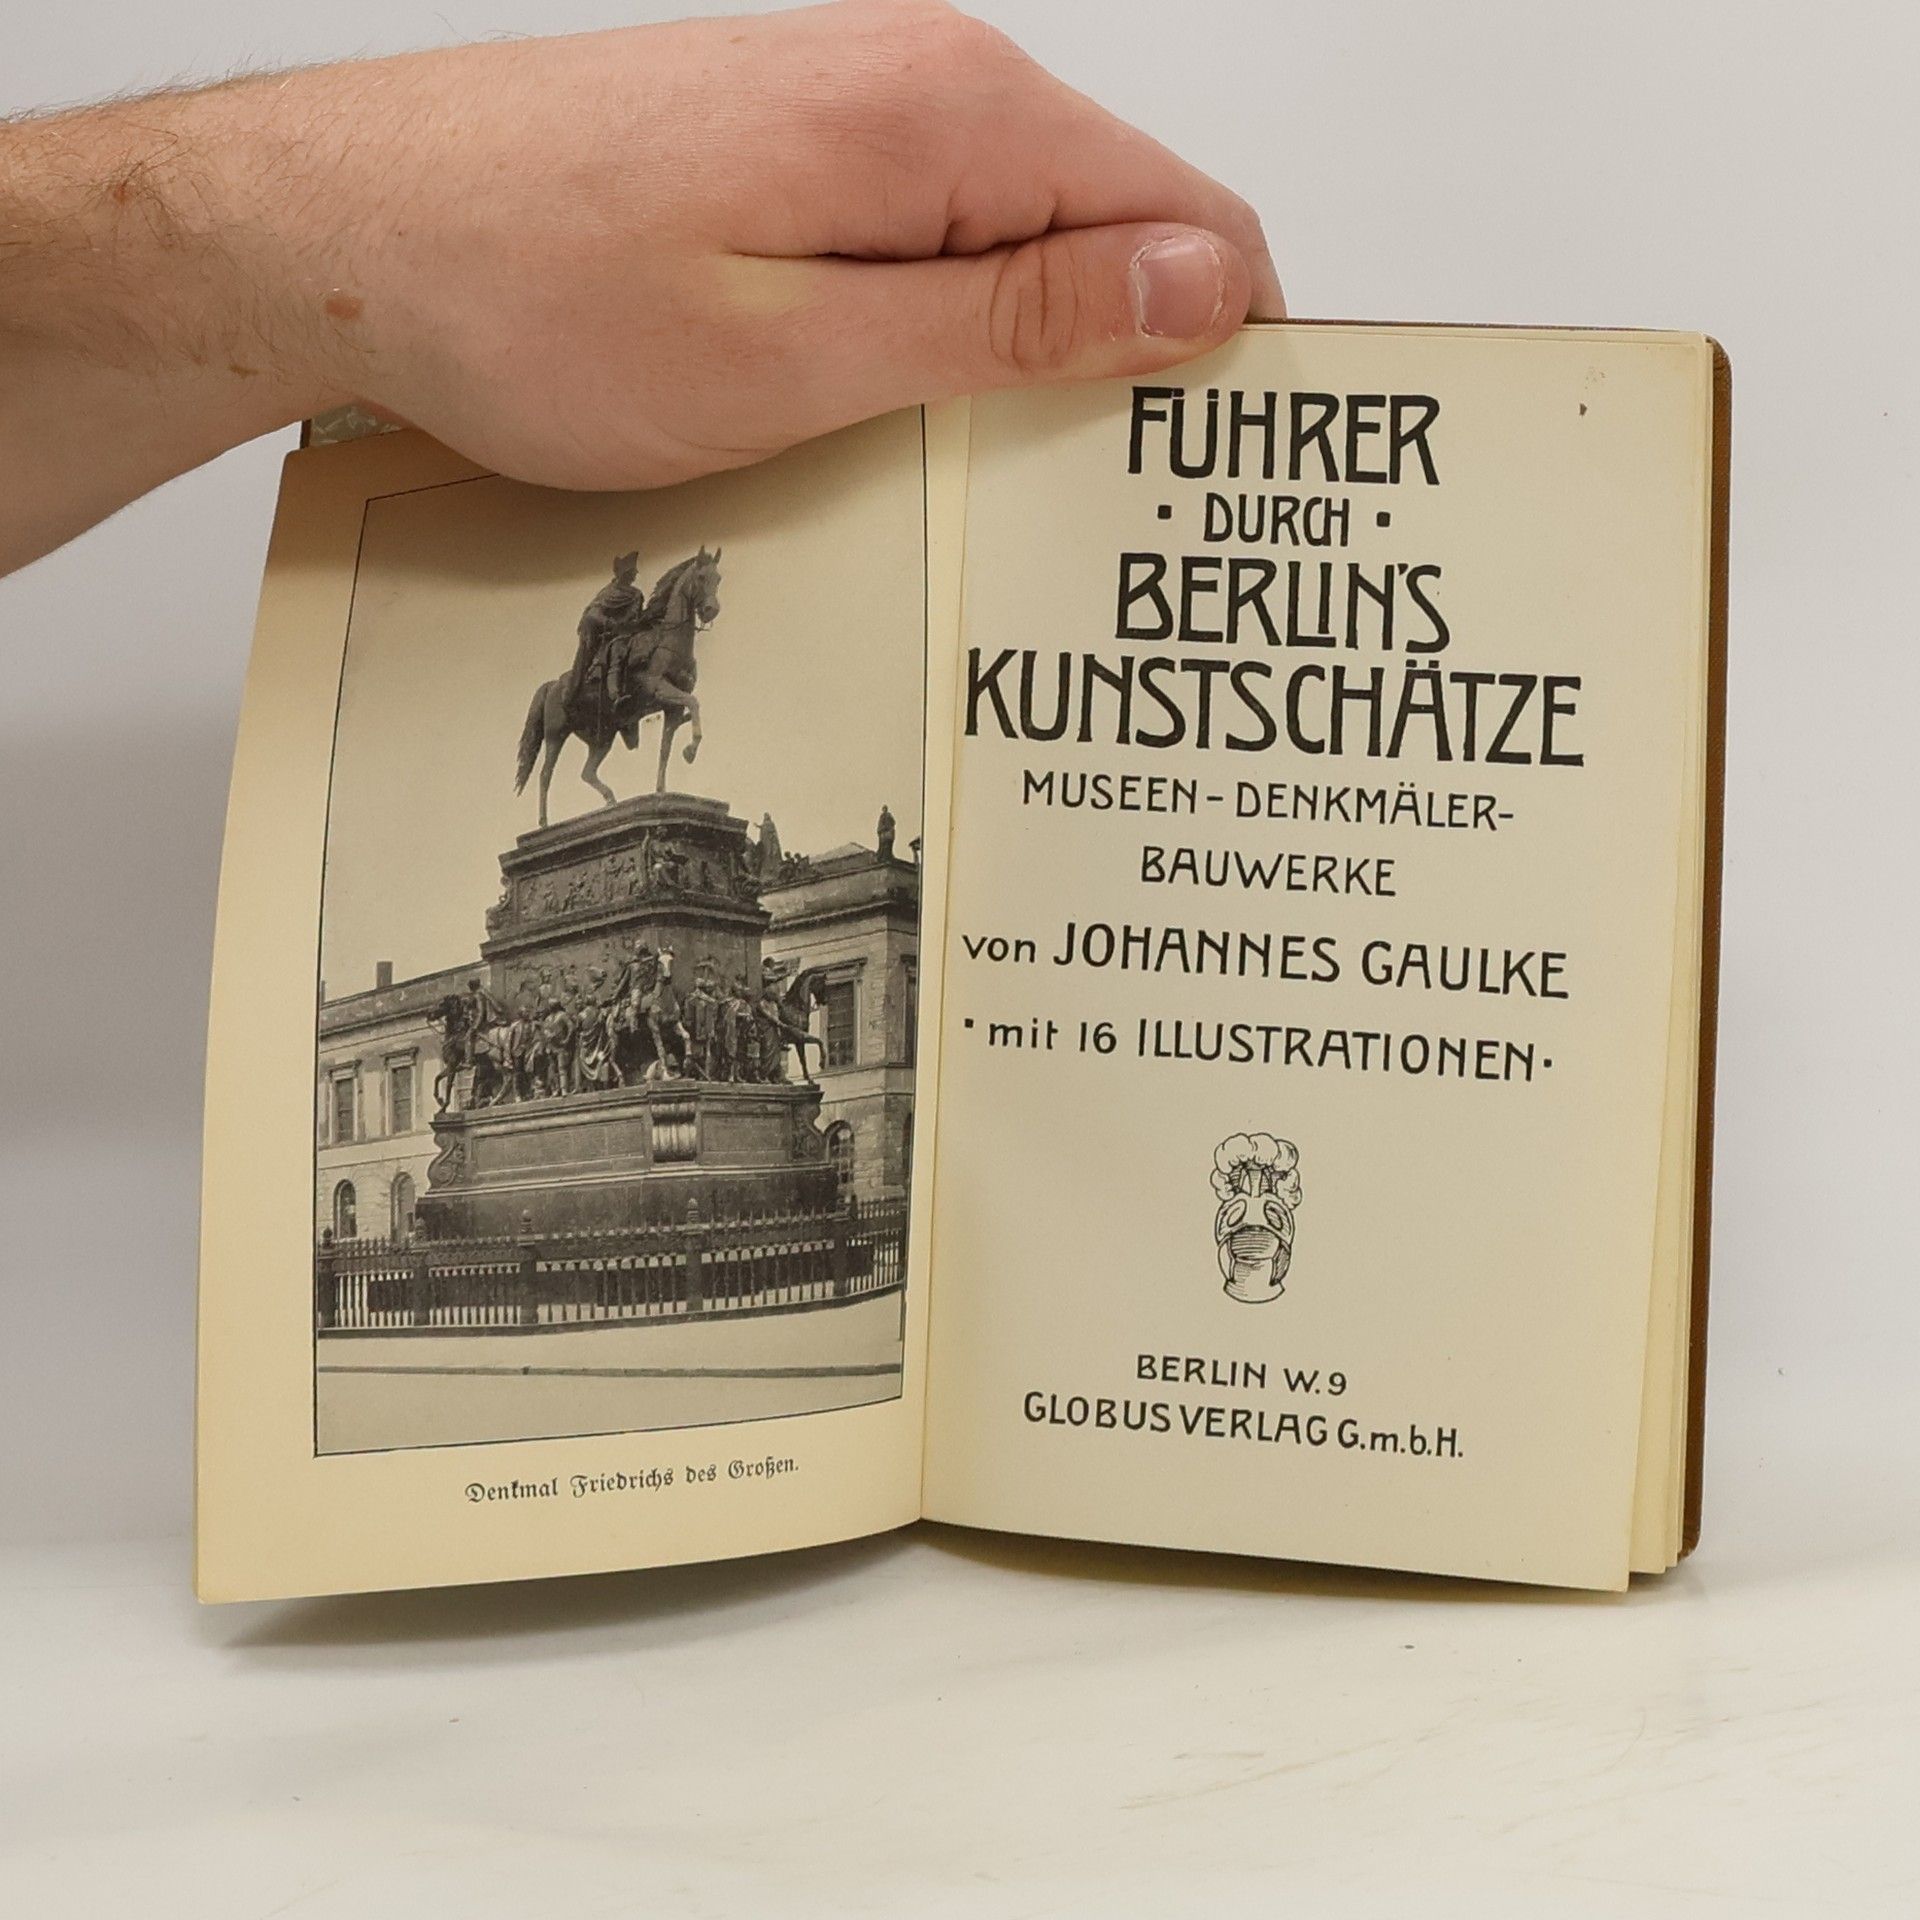 Denkmal Friedrichs des Großen.
FÜHRER
· DURCH ·
BERLIN'S
KUNSTSCHÄTZE
MUSEEN-DENKMÄLER-
BAUWERKE
von JOHANNES GAULKE
· mit 16 ILLUSTRATIONEN ·
BERLIN W. 9
GLOBUS VERLAG G.m.b.H.